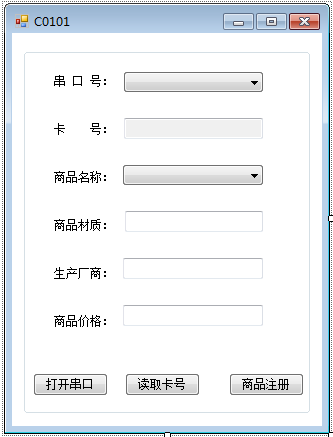 C0101
串 口 号：
卡 号：
商品名称：
商品材质：
生产厂商：
商品价格：
打开串口 读取卡号 商品注册